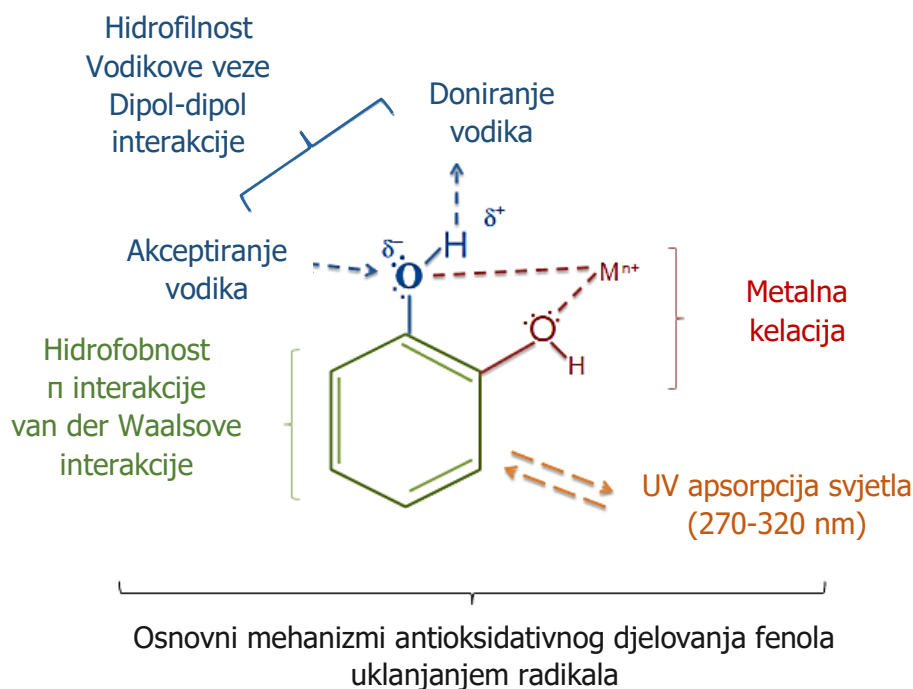 Hidrofilnost
Vodikove veze
Dipol-dipol
interakcije
Doniranje
vodika
Akceptiranje
vodika
δ⁻
H
δ⁺
O
Mⁿ⁺
O
H
Metalna
kelacija
Hidrofobnost
π interakcije
van der Waalsove
interakcije
UV apsorpcija svjetla
(270-320 nm)
Osnovni mehanizmi antioksidativnog djelovanja fenola
uklanjanjem radikala